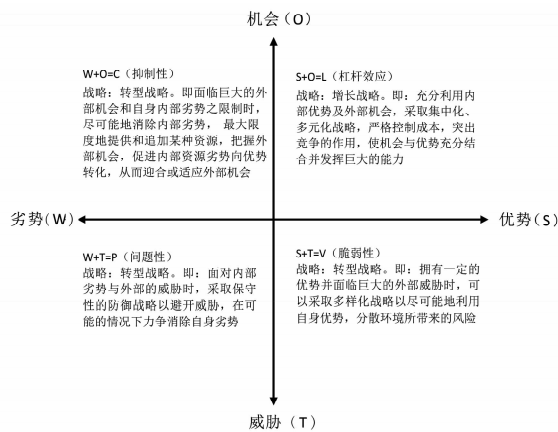 机会(O)
W+O=C(抑制性)
战略：转型战略。即面临巨大的外
部机会和自身内部劣势之限制时，
尽可能地消除内部劣势， 最大限
度地提供和追加某种资源，把握外
部机会，促进内部资源劣势向优势
转化，从而迎合或适应外部机会
S+O=L(杠杆效应)
战略：增长战略。即：充分利用内
部优势及外部机会，采取集中化、
多元化战略，严格控制成本，突出
竞争的作用，使机会与优势充分结
合并发挥巨大的能力
劣势(W)
优势(S)
W+T=P(问题性)
战略：转型战略。即：面对内部
劣势与外部的威胁时，采取保守
性的防御战略以避开威胁，在可
能的情况下力争消除自身劣势
S+T=V(脆弱性)
战略：转型战略。即：拥有一定的
优势并面临巨大的外部威胁时，可
以采取多样化战略以尽可能地利用
自身优势，分散环境所带来的风险
威胁(T)